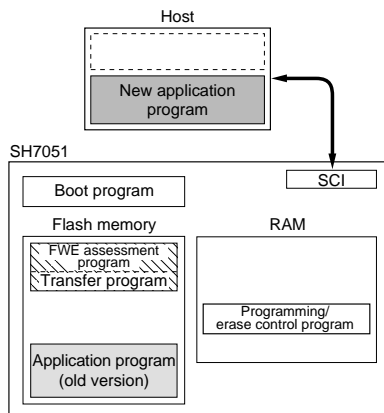 Host
New application
program
SH7051
SCI
Boot program
Flash memory
RAM
FWE assessment
program
Transfer program
Programming/
erase control program
Application program
(old version)